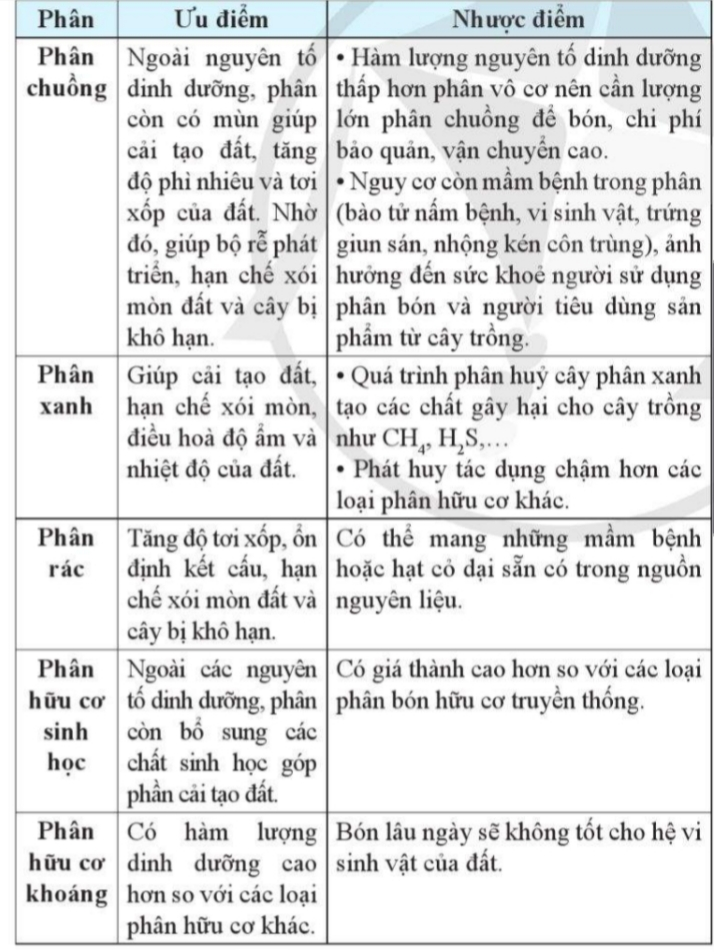 Phân
Ưu điểm
Nhược điểm
Phân
chuồng
Ngoài nguyên tố
dinh dưỡng, phân
còn có mùn giúp
cải tạo đất, tăng
độ phì nhiêu và tơi
xốp của đất. Nhờ
đó, giúp bộ rễ phát
triển, hạn chế xói
mòn đất và cây bị
khô hạn.
• Hàm lượng nguyên tố dinh dưỡng
thấp hơn phân vô cơ nên cần lượng
lớn phân chuồng để bón, chi phí
bảo quản, vận chuyển cao.
• Nguy cơ còn mầm bệnh trong phân
(bào tử nấm bệnh, vi sinh vật, trứng
giun sán, nhộng kén côn trùng), ảnh
hưởng đến sức khoẻ người sử dụng
phân bón và người tiêu dùng sản
phẩm từ cây trồng.
Phân
xanh
Giúp cải tạo đất,
hạn chế xói mòn,
điều hoà độ ẩm và
nhiệt độ của đất.
• Quá trình phân huỷ cây phân xanh
tạo các chất gây hại cho cây trồng
như CH₄, H₂S,…
• Phát huy tác dụng chậm hơn các
loại phân hữu cơ khác.
Phân
rác
Tăng độ tơi xốp, ổn
định kết cấu, hạn
chế xói mòn đất và
cây bị khô hạn.
Có thể mang những mầm bệnh
hoặc hạt cỏ dại sẵn có trong nguồn
nguyên liệu.
Phân
hữu cơ
sinh
học
Ngoài các nguyên
tố dinh dưỡng, phân
còn bổ sung các
chất sinh học góp
phần cải tạo đất.
Có giá thành cao hơn so với các loại
phân bón hữu cơ truyền thống.
Phân
hữu cơ
khoáng
Có hàm lượng
dinh dưỡng cao
hơn so với các loại
phân hữu cơ khác.
Bón lâu ngày sẽ không tốt cho hệ vi
sinh vật của đất.